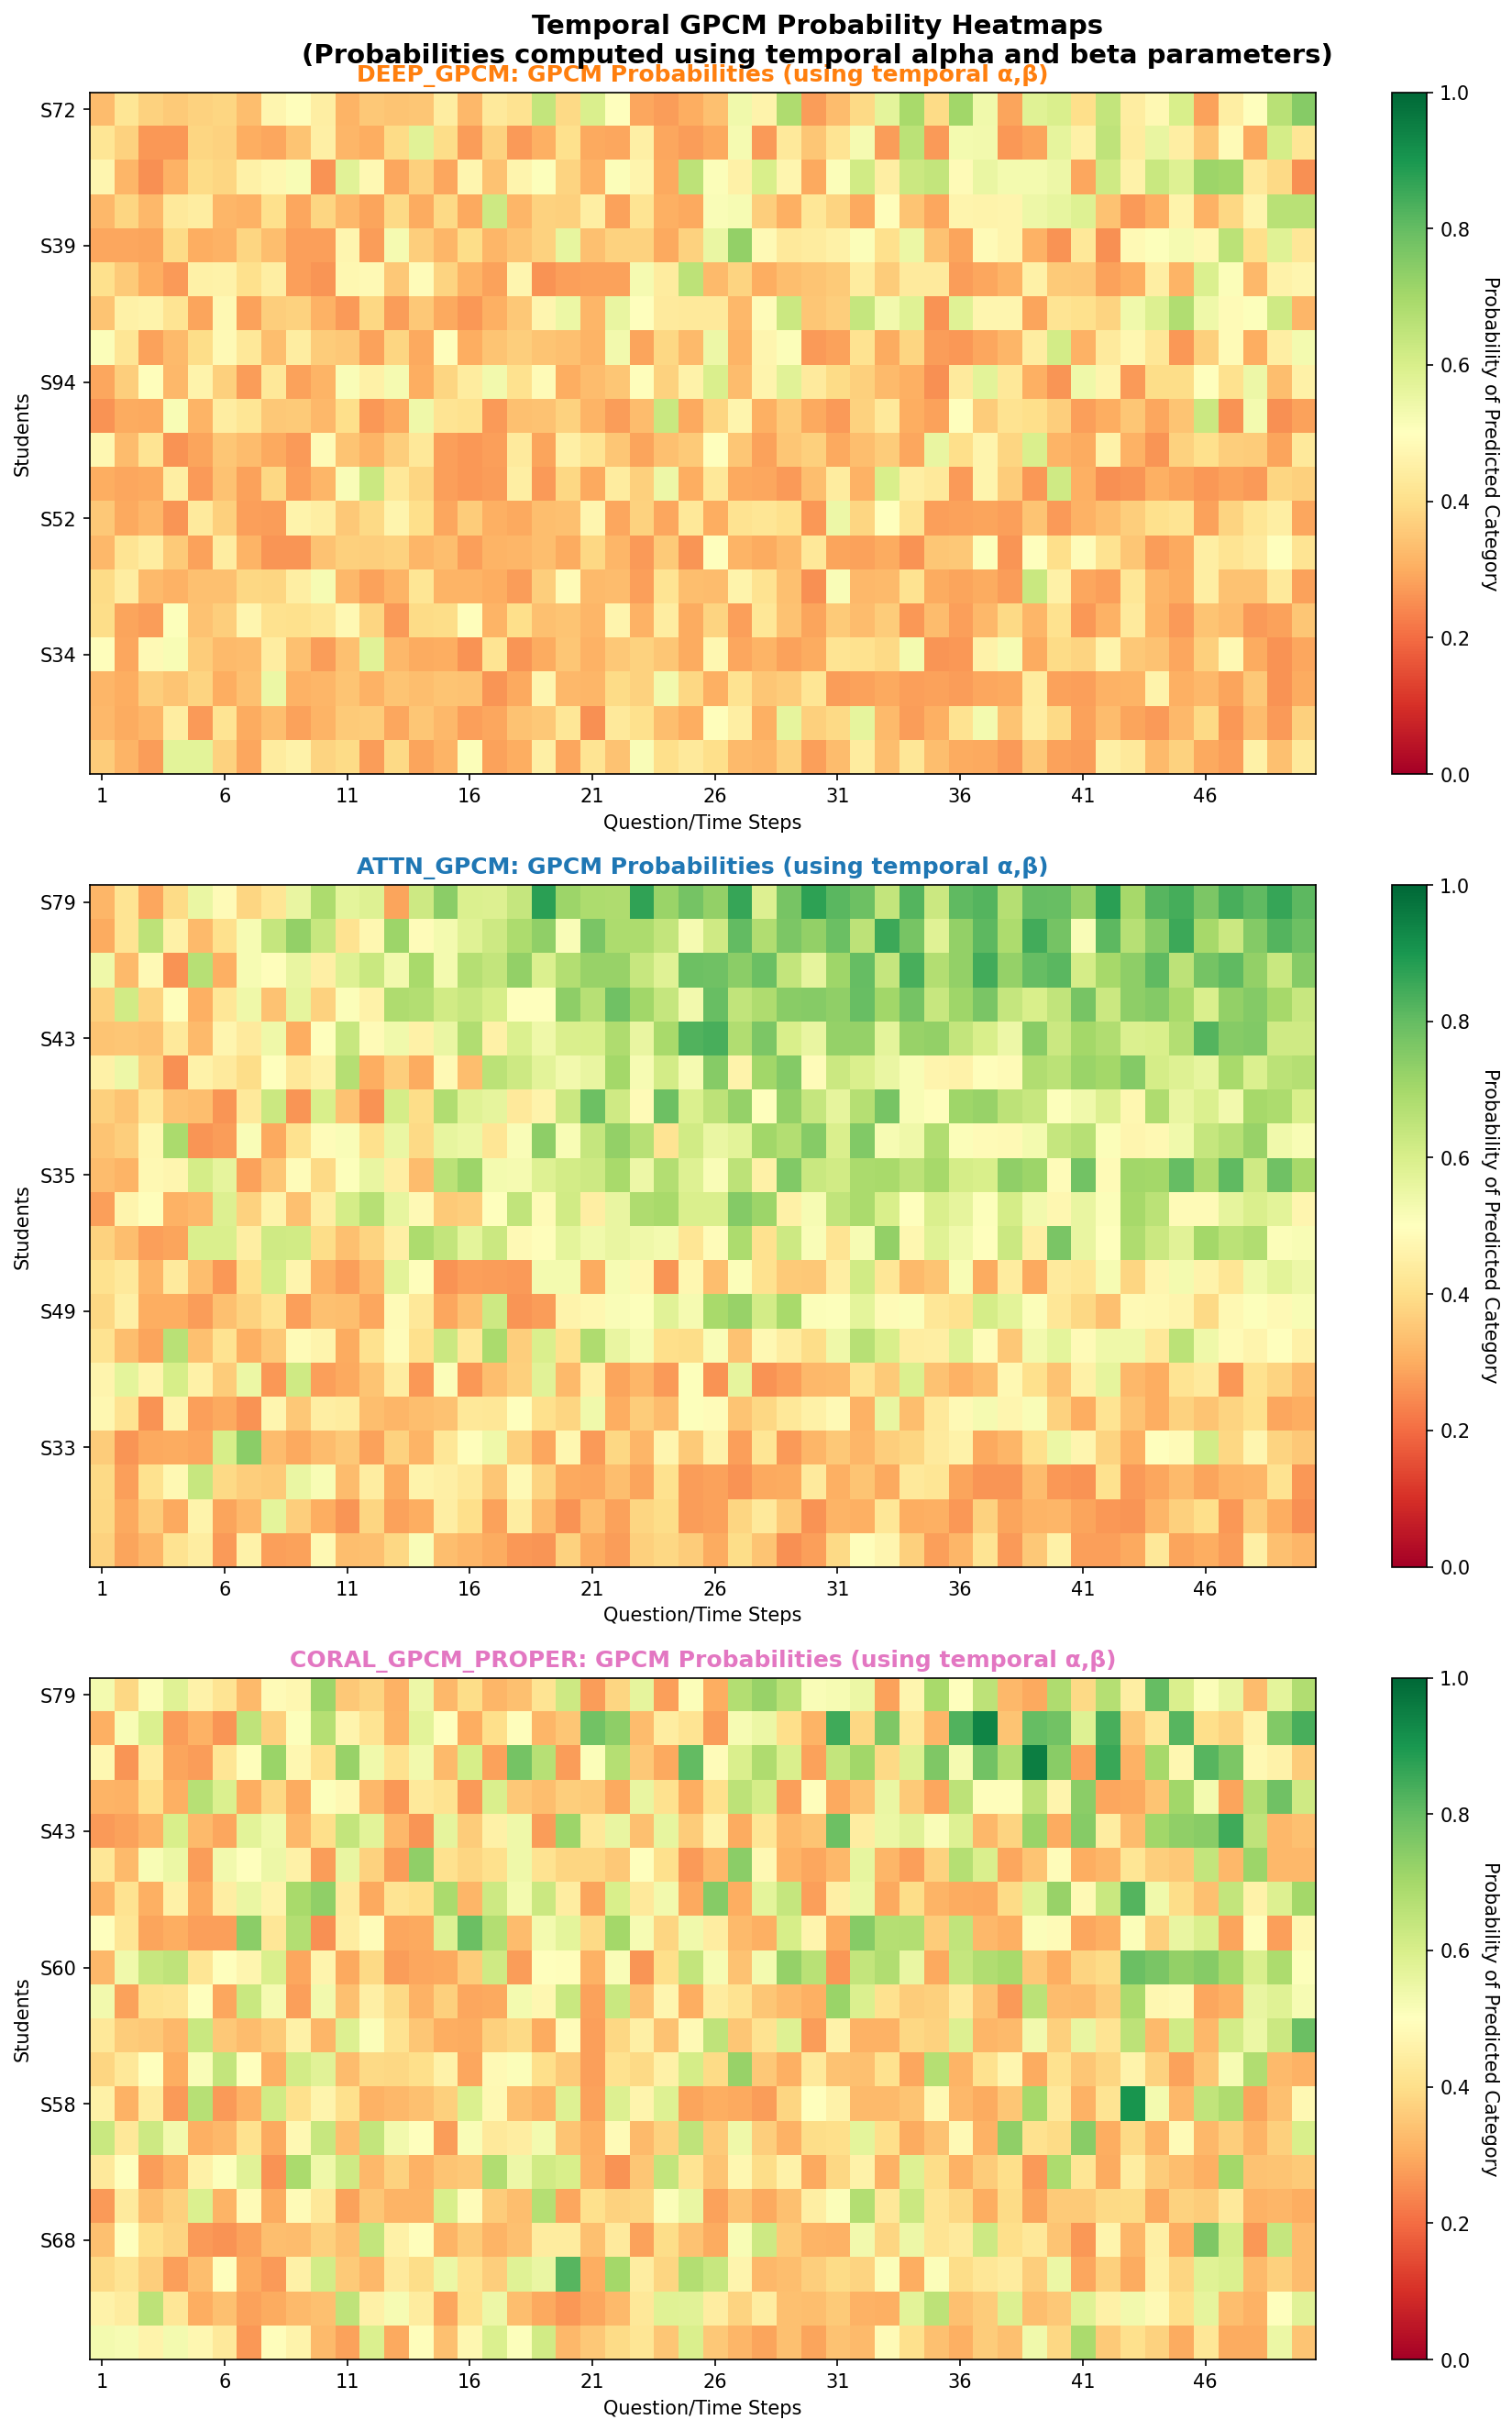 Temporal GPCM Probability Heatmaps
(Probabilities computed using temporal alpha and beta parameters)
DEEP_GPCM: GPCM Probabilities (using temporal α,β)
S72
S39
S94
S52
S34
Students
1 6 11 16 21 26 31 36 41 46
Question/Time Steps
1.0
0.8
0.6
0.4
0.2
0.0
Probability of Predicted Category
ATTN_GPCM: GPCM Probabilities (using temporal α,β)
S79
S43
S35
S49
S33
Students
1 6 11 16 21 26 31 36 41 46
Question/Time Steps
1.0
0.8
0.6
0.4
0.2
0.0
Probability of Predicted Category
CORAL_GPCM_PROPER: GPCM Probabilities (using temporal α,β)
S79
S43
S60
S58
S68
Students
1 6 11 16 21 26 31 36 41 46
Question/Time Steps
1.0
0.8
0.6
0.4
0.2
0.0
Probability of Predicted Category